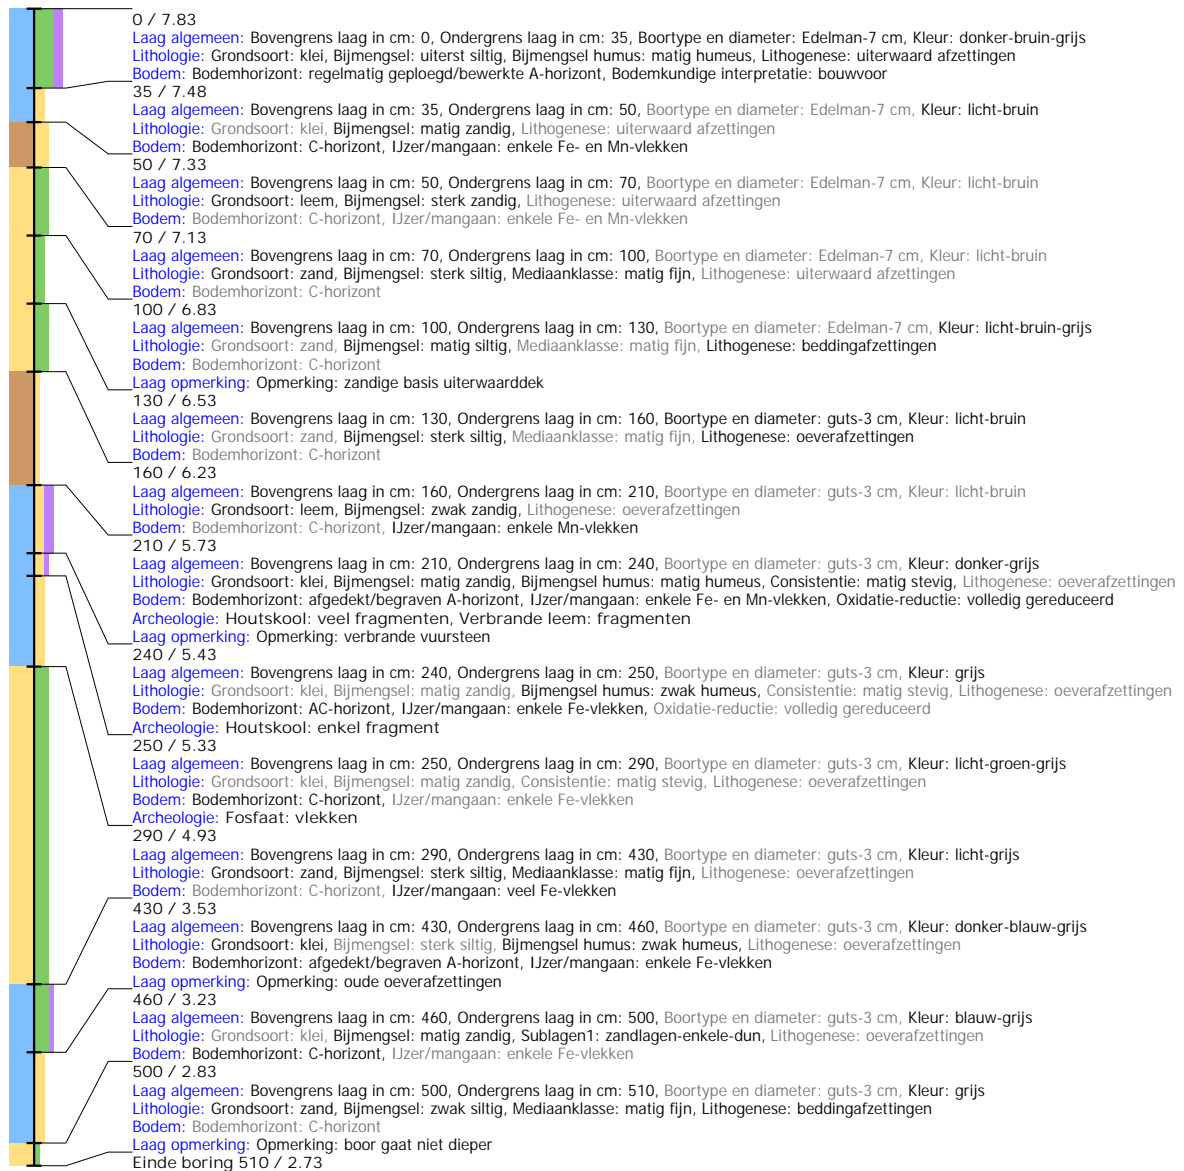 0 / 7.83
Laag algemeen: Bovengrens laag in cm: 0, Ondergrens laag in cm: 35, Boortype en diameter: Edelman-7 cm, Kleur: donker-bruin-grijs
Lithologie: Grondsoort: klei, Bijmengsel: uiterst siltig, Bijmengsel humus: matig humeus, Lithogenese: uiterwaard afzettingen
Bodem: Bodemhorizont: regelmatig geploegd/bewerkte A-horizont, Bodemkundige interpretatie: bouwvoor
35 / 7.48
Laag algemeen: Bovengrens laag in cm: 35, Ondergrens laag in cm: 50, Boortype en diameter: Edelman-7 cm, Kleur: licht-bruin
Lithologie: Grondsoort: klei, Bijmengsel: matig zandig, Lithogenese: uiterwaard afzettingen
Bodem: Bodemhorizont: C-horizont, IJzer/mangaan: enkele Fe- en Mn-vlekken
50 / 7.33
Laag algemeen: Bovengrens laag in cm: 50, Ondergrens laag in cm: 70, Boortype en diameter: Edelman-7 cm, Kleur: licht-bruin
Lithologie: Grondsoort: leem, Bijmengsel: sterk zandig, Lithogenese: uiterwaard afzettingen
Bodem: Bodemhorizont: C-horizont, IJzer/mangaan: enkele Fe- en Mn-vlekken
70 / 7.13
Laag algemeen: Bovengrens laag in cm: 70, Ondergrens laag in cm: 100, Boortype en diameter: Edelman-7 cm, Kleur: licht-bruin
Lithologie: Grondsoort: zand, Bijmengsel: sterk siltig, Mediaanklasse: matig fijn, Lithogenese: uiterwaard afzettingen
Bodem: Bodemhorizont: C-horizont
100 / 6.83
Laag algemeen: Bovengrens laag in cm: 100, Ondergrens laag in cm: 130, Boortype en diameter: Edelman-7 cm, Kleur: licht-bruin-grijs
Lithologie: Grondsoort: zand, Bijmengsel: matig siltig, Mediaanklasse: matig fijn, Lithogenese: beddingafzettingen
Bodem: Bodemhorizont: C-horizont
Laag opmerking: Opmerking: zandige basis uiterwaarddek
130 / 6.53
Laag algemeen: Bovengrens laag in cm: 130, Ondergrens laag in cm: 160, Boortype en diameter: guts-3 cm, Kleur: licht-bruin
Lithologie: Grondsoort: zand, Bijmengsel: sterk siltig, Mediaanklasse: matig fijn, Lithogenese: oeverafzettingen
Bodem: Bodemhorizont: C-horizont
160 / 6.23
Laag algemeen: Bovengrens laag in cm: 160, Ondergrens laag in cm: 210, Boortype en diameter: guts-3 cm, Kleur: licht-bruin
Lithologie: Grondsoort: leem, Bijmengsel: zwak zandig, Lithogenese: oeverafzettingen
Bodem: Bodemhorizont: C-horizont, IJzer/mangaan: enkele Mn-vlekken
210 / 5.73
Laag algemeen: Bovengrens laag in cm: 210, Ondergrens laag in cm: 240, Boortype en diameter: guts-3 cm, Kleur: donker-grijs
Lithologie: Grondsoort: klei, Bijmengsel: matig zandig, Bijmengsel humus: matig humeus, Consistentie: matig stevig, Lithogenese: oeverafzettingen
Bodem: Bodemhorizont: afgedekt/begraven A-horizont, IJzer/mangaan: enkele Fe- en Mn-vlekken, Oxidatie-reductie: volledig gereduceerd
Archeologie: Houtskool: veel fragmenten, Verbrande leem: fragmenten
Laag opmerking: Opmerking: verbrande vuursteen
240 / 5.43
Laag algemeen: Bovengrens laag in cm: 240, Ondergrens laag in cm: 250, Boortype en diameter: guts-3 cm, Kleur: grijs
Lithologie: Grondsoort: klei, Bijmengsel: matig zandig, Bijmengsel humus: zwak humeus, Consistentie: matig stevig, Lithogenese: oeverafzettingen
Bodem: Bodemhorizont: AC-horizont, IJzer/mangaan: enkele Fe-vlekken, Oxidatie-reductie: volledig gereduceerd
Archeologie: Houtskool: enkel fragment
250 / 5.33
Laag algemeen: Bovengrens laag in cm: 250, Ondergrens laag in cm: 290, Boortype en diameter: guts-3 cm, Kleur: licht-groen-grijs
Lithologie: Grondsoort: klei, Bijmengsel: matig zandig, Consistentie: matig stevig, Lithogenese: oeverafzettingen
Bodem: Bodemhorizont: C-horizont, IJzer/mangaan: enkele Fe-vlekken
Archeologie: Fosfaat: vlekken
290 / 4.93
Laag algemeen: Bovengrens laag in cm: 290, Ondergrens laag in cm: 430, Boortype en diameter: guts-3 cm, Kleur: licht-grijs
Lithologie: Grondsoort: zand, Bijmengsel: sterk siltig, Mediaanklasse: matig fijn, Lithogenese: oeverafzettingen
Bodem: Bodemhorizont: C-horizont, IJzer/mangaan: veel Fe-vlekken
430 / 3.53
Laag algemeen: Bovengrens laag in cm: 430, Ondergrens laag in cm: 460, Boortype en diameter: guts-3 cm, Kleur: donker-blauw-grijs
Lithologie: Grondsoort: klei, Bijmengsel: sterk siltig, Bijmengsel humus: zwak humeus, Lithogenese: oeverafzettingen
Bodem: Bodemhorizont: afgedekt/begraven A-horizont, IJzer/mangaan: enkele Fe-vlekken
Laag opmerking: Opmerking: oude oeverafzettingen
460 / 3.23
Laag algemeen: Bovengrens laag in cm: 460, Ondergrens laag in cm: 500, Boortype en diameter: guts-3 cm, Kleur: blauw-grijs
Lithologie: Grondsoort: klei, Bijmengsel: matig zandig, Sublagen1: zandlagen-enkele-dun, Lithogenese: oeverafzettingen
Bodem: Bodemhorizont: C-horizont, IJzer/mangaan: enkele Fe-vlekken
500 / 2.83
Laag algemeen: Bovengrens laag in cm: 500, Ondergrens laag in cm: 510, Boortype en diameter: guts-3 cm, Kleur: grijs
Lithologie: Grondsoort: zand, Bijmengsel: zwak siltig, Mediaanklasse: matig fijn, Lithogenese: beddingafzettingen
Bodem: Bodemhorizont: C-horizont
Laag opmerking: Opmerking: boor gaat niet dieper
Einde boring 510 / 2.73